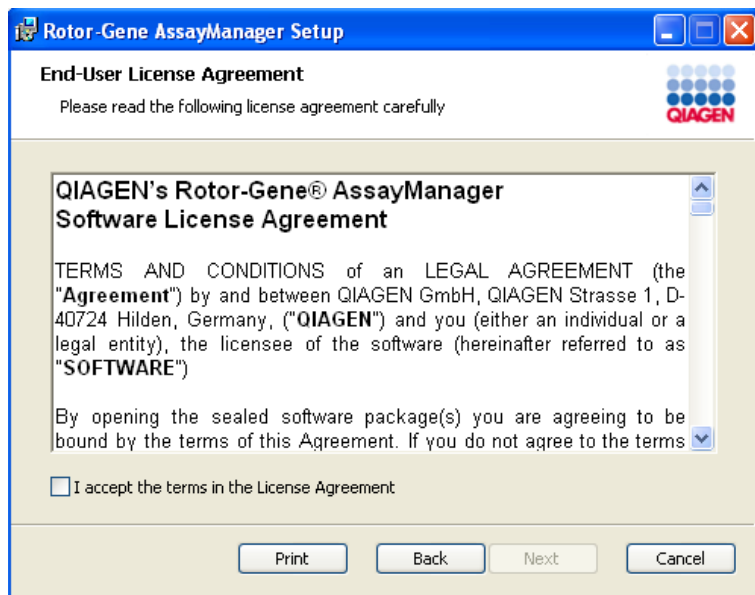 Rotor-Gene AssayManager Setup
End-User License Agreement
Please read the following license agreement carefully
QIAGEN
QIAGEN's Rotor-Gene® AssayManager
Software License Agreement
TERMS AND CONDITIONS of an LEGAL AGREEMENT (the
"Agreement") by and between QIAGEN GmbH, QIAGEN Strasse 1, D-
40724 Hilden, Germany, ("QIAGEN") and you (either an individual or a
legal entity), the licensee of the software (hereinafter referred to as
"SOFTWARE")
By opening the sealed software package(s) you are agreeing to be
bound by the terms of this Agreement. If you do not agree to the terms
I accept the terms in the License Agreement
Print
Back
Next
Cancel